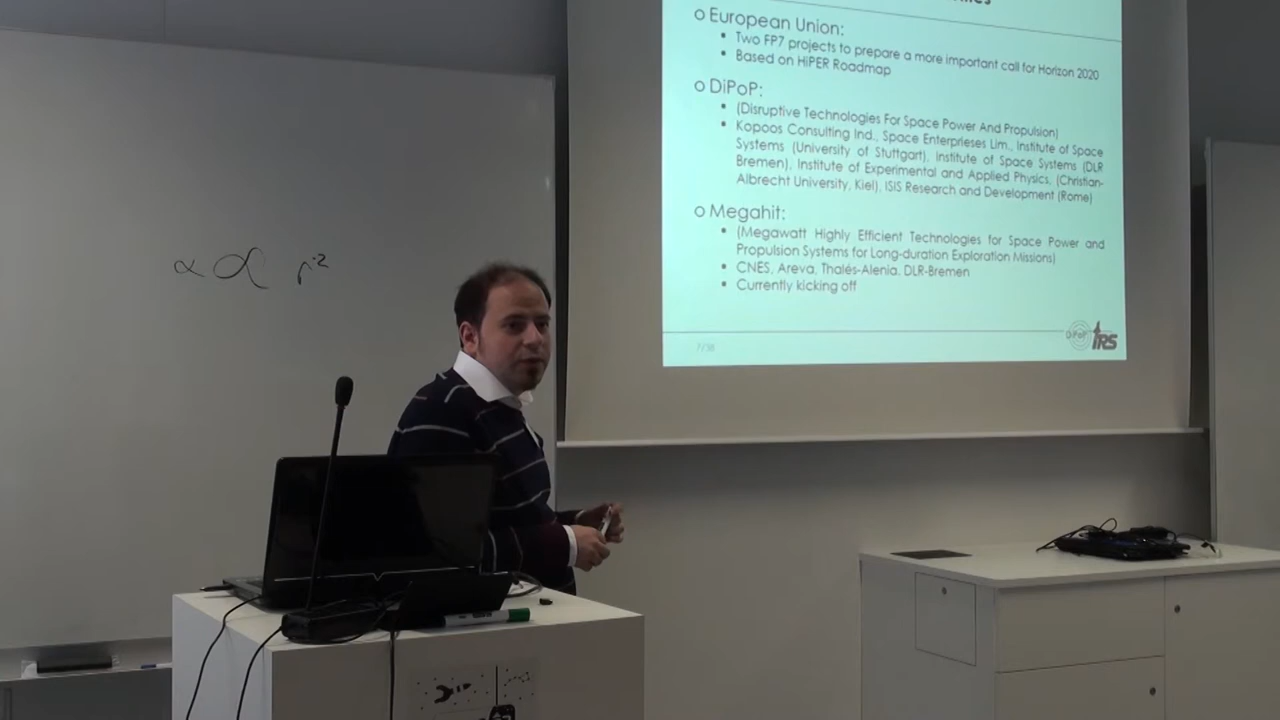 o European Union:
▪ Two FP7 projects to prepare a more important call for Horizon 2020
▪ Based on HiPER Roadmap
o DiPoP:
▪ (Disruptive Technologies For Space Power And Propulsion)
▪ Kopoos Consulting Ind., Space Enterprieses Lim., Institute of Space
Systems (University of Stuttgart), Institute of Space Systems (DLR
Bremen), Institute of Experimental and Applied Physics, (Christian-
Albrecht University, Kiel), ISIS Research and Development (Rome)
o Megahit:
▪ (Megawatt Highly Efficient Technologies for Space Power and
Propulsion Systems for Long-duration Exploration Missions)
▪ CNES, Areva, Thalés-Alenia, DLR-Bremen
▪ Currently kicking off
DiPoP IRS
α ∝ r⁻²